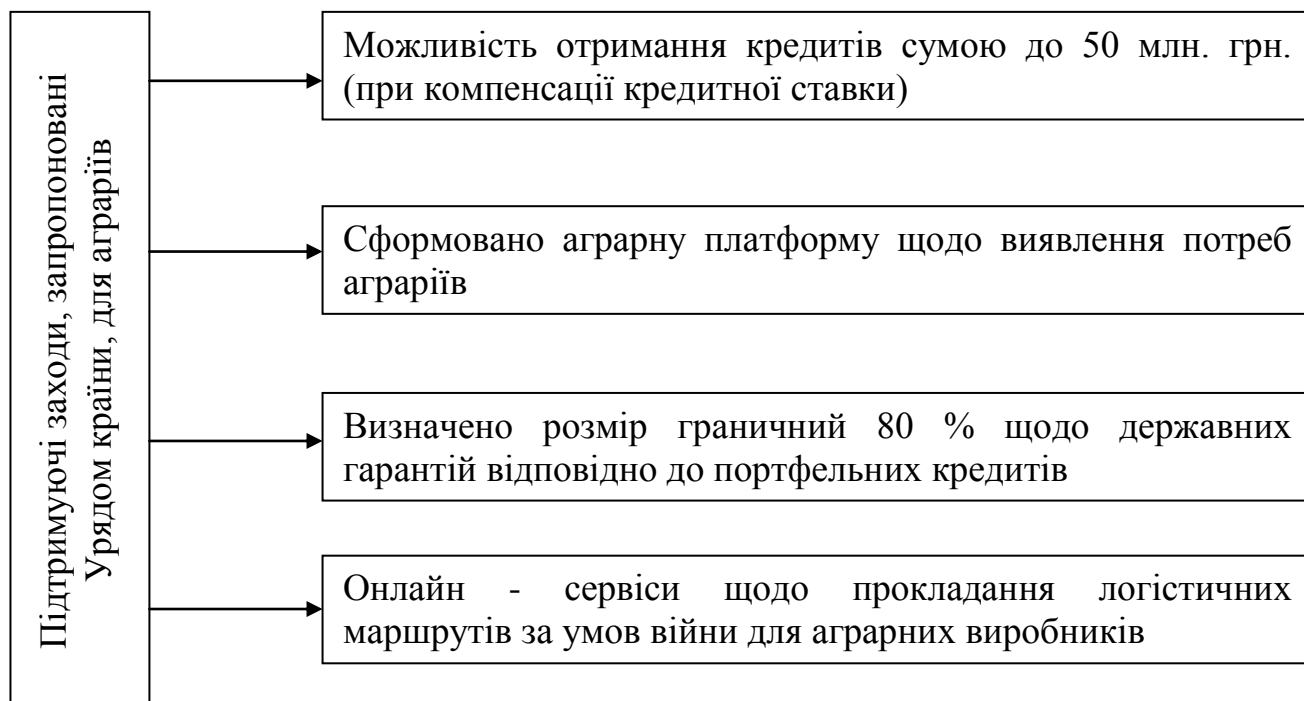 Підтримуючі заходи, запропоновані
Урядом країни, для аграріїв
Можливість отримання кредитів сумою до 50 млн. грн.
(при компенсації кредитної ставки)
Сформовано аграрну платформу щодо виявлення потреб
аграріїв
Визначено розмір граничний 80 % щодо державних
гарантій відповідно до портфельних кредитів
Онлайн - сервіси щодо прокладання логістичних
маршрутів за умов війни для аграрних виробників